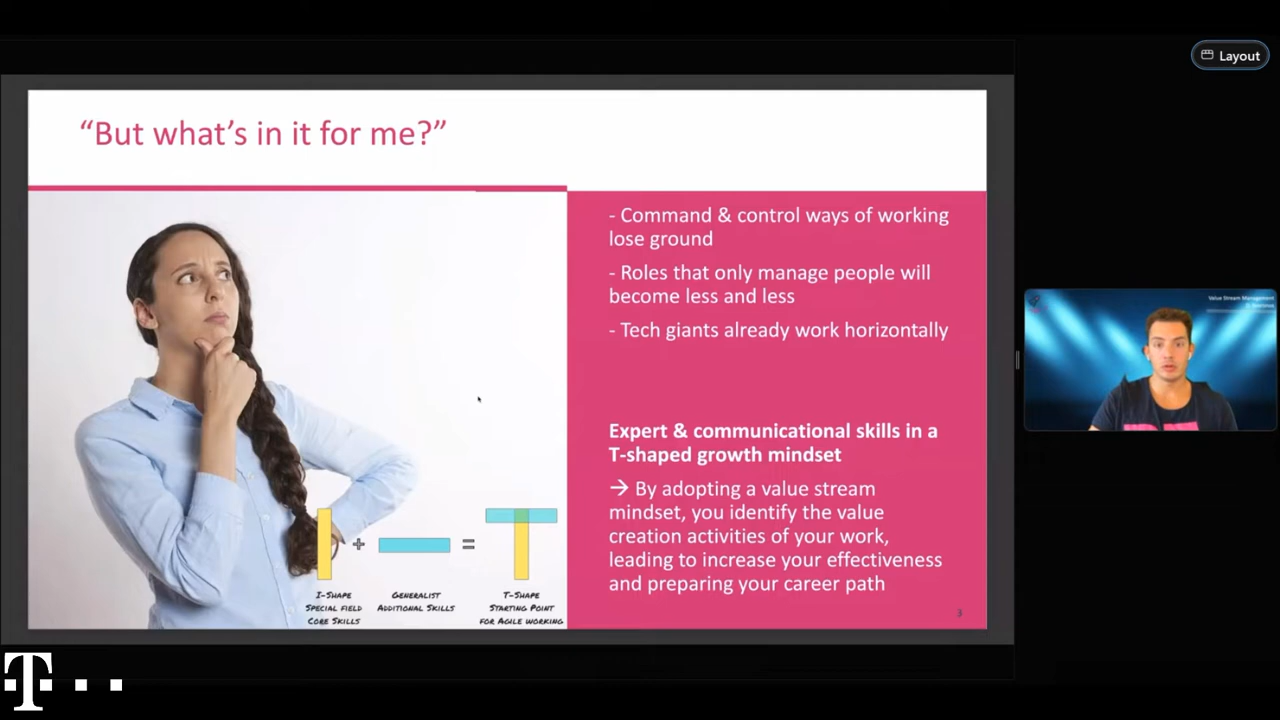 Layout
“But what’s in it for me?”
- Command & control ways of working
lose ground
- Roles that only manage people will
become less and less
- Tech giants already work horizontally
Expert & communicational skills in a
T-shaped growth mindset
→ By adopting a value stream
mindset, you identify the value
creation activities of your work,
leading to increase your effectiveness
and preparing your career path
+
=
I-Shape
Special field
Core Skills
Generalist
Additional Skills
T-Shape
Starting Point
for Agile working
3
Value Stream Management
T